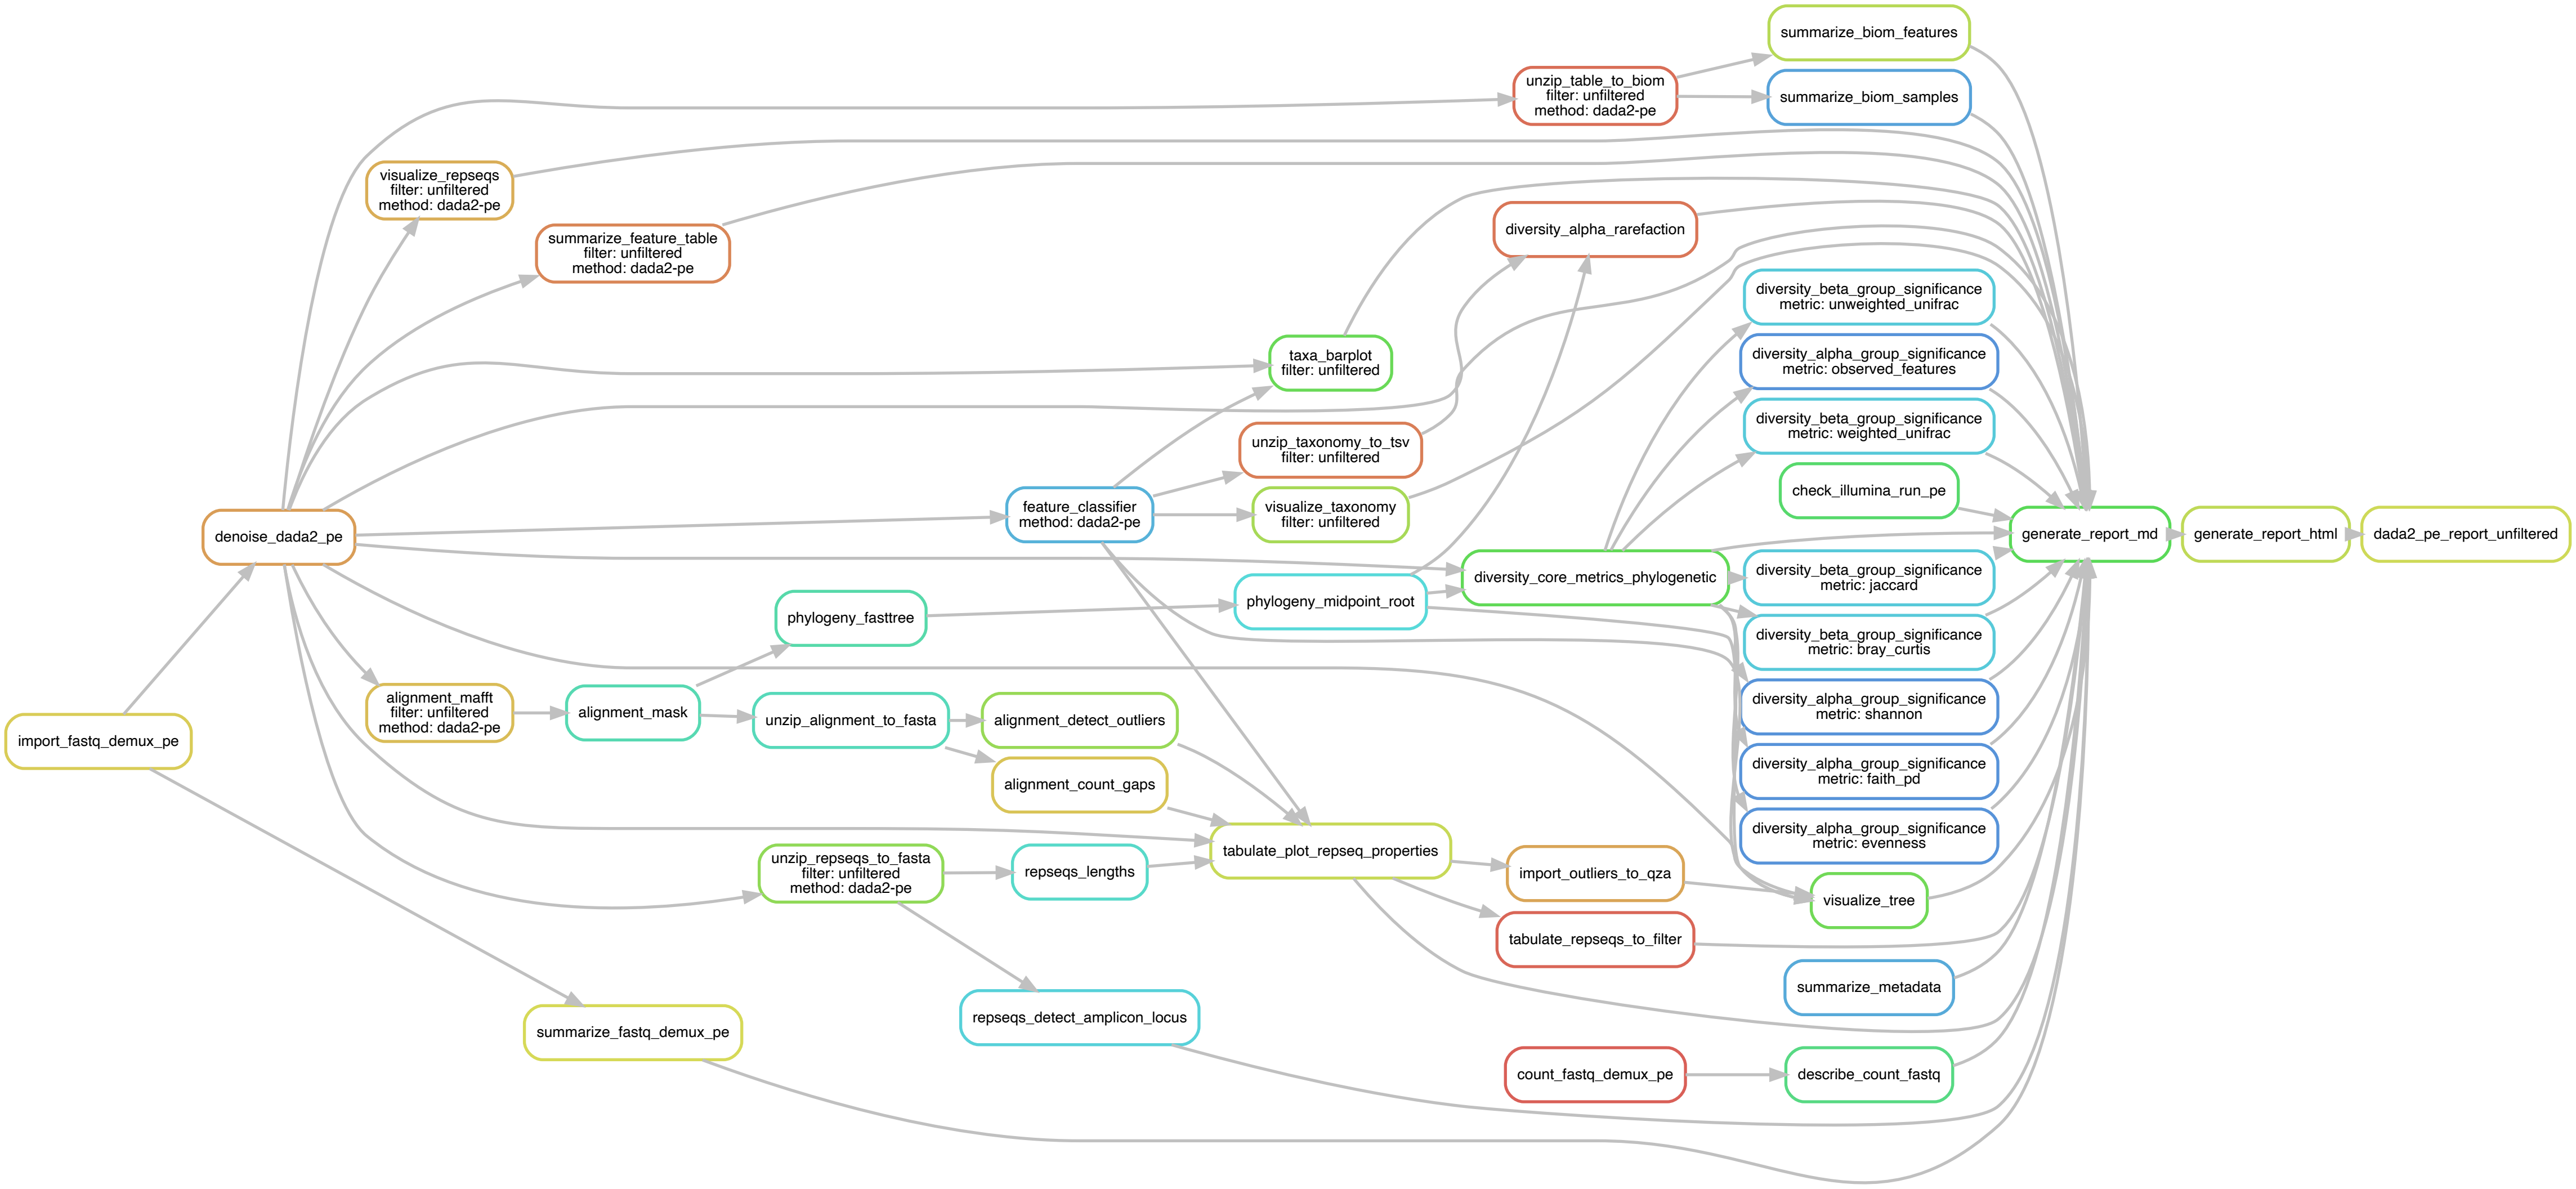 summarize_biom_features
unzip_table_to_biom
filter: unfiltered
method: dada2-pe
summarize_biom_samples
visualize_repseqs
filter: unfiltered
method: dada2-pe
summarize_feature_table
filter: unfiltered
method: dada2-pe
diversity_alpha_rarefaction
diversity_beta_group_significance
metric: unweighted_unifrac
taxa_barplot
filter: unfiltered
diversity_alpha_group_significance
metric: observed_features
unzip_taxonomy_to_tsv
filter: unfiltered
diversity_beta_group_significance
metric: weighted_unifrac
check_illumina_run_pe
denoise_dada2_pe
feature_classifier
method: dada2-pe
visualize_taxonomy
filter: unfiltered
generate_report_md
generate_report_html
dada2_pe_report_unfiltered
diversity_core_metrics_phylogenetic
diversity_beta_group_significance
metric: jaccard
phylogeny_fasttree
phylogeny_midpoint_root
diversity_beta_group_significance
metric: bray_curtis
alignment_mafft
filter: unfiltered
method: dada2-pe
alignment_mask
unzip_alignment_to_fasta
alignment_detect_outliers
diversity_alpha_group_significance
metric: shannon
import_fastq_demux_pe
alignment_count_gaps
diversity_alpha_group_significance
metric: faith_pd
unzip_repseqs_to_fasta
filter: unfiltered
method: dada2-pe
repseqs_lengths
tabulate_plot_repseq_properties
diversity_alpha_group_significance
metric: evenness
import_outliers_to_qza
visualize_tree
tabulate_repseqs_to_filter
summarize_metadata
summarize_fastq_demux_pe
repseqs_detect_amplicon_locus
count_fastq_demux_pe
describe_count_fastq